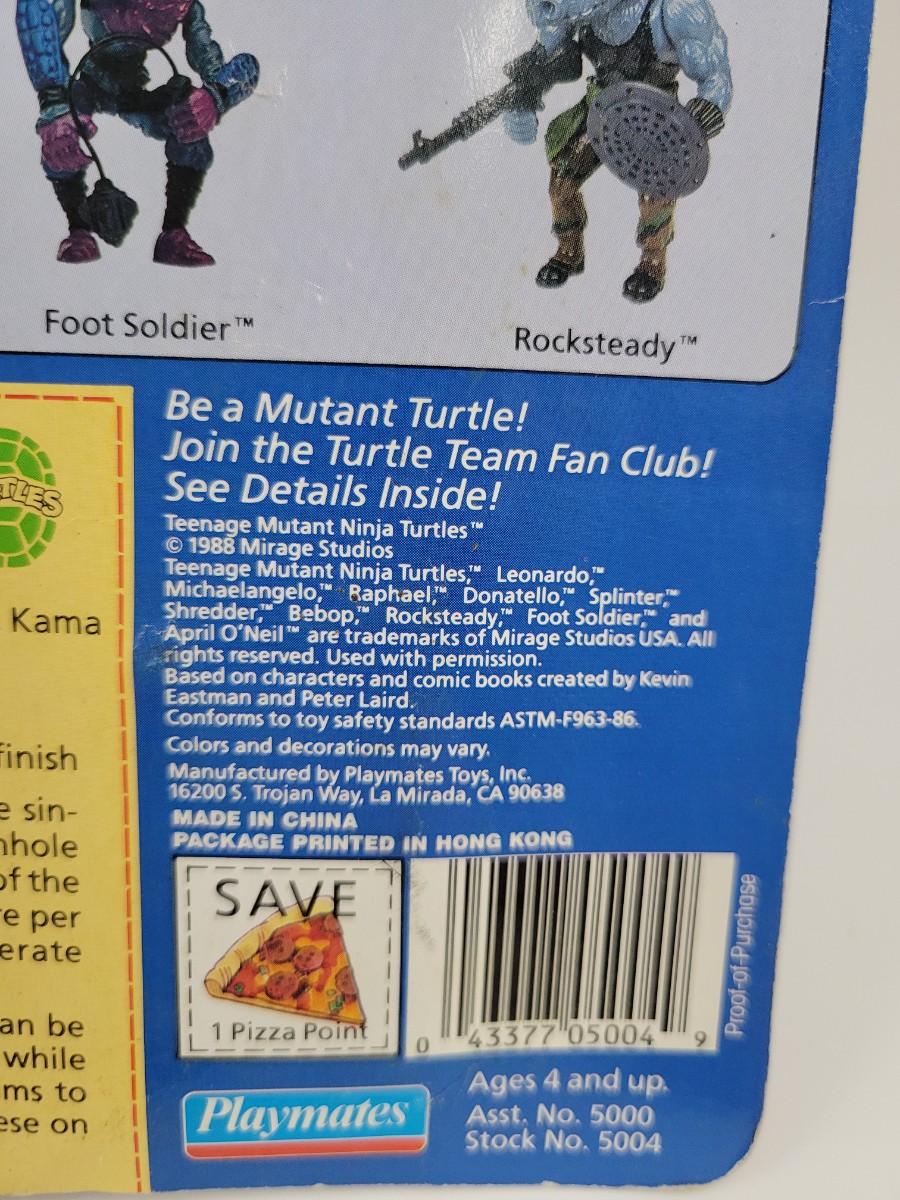 Foot Soldier™
Rocksteady™
TLES
Kama
finish
e sin-
nhole
of the
re per
erate
an be
while
ms to
ese on
Be a Mutant Turtle!
Join the Turtle Team Fan Club!
See Details Inside!
Teenage Mutant Ninja Turtles™
© 1988 Mirage Studios
Teenage Mutant Ninja Turtles,™ Leonardo,™
Michaelangelo,™ Raphael,™ Donatello,™ Splinter,™
Shredder,™ Bebop,™ Rocksteady,™ Foot Soldier,™ and
April O'Neil™ are trademarks of Mirage Studios USA. All
rights reserved. Used with permission.
Based on characters and comic books created by Kevin
Eastman and Peter Laird.
Conforms to toy safety standards ASTM-F963-86.
Colors and decorations may vary.
Manufactured by Playmates Toys, Inc.
16200 S. Trojan Way, La Mirada, CA 90638
MADE IN CHINA
PACKAGE PRINTED IN HONG KONG
SAVE
1 Pizza Point
0 43377 05004 9
Proof-of-Purchase
Playmates
Ages 4 and up.
Asst. No. 5000
Stock No. 5004